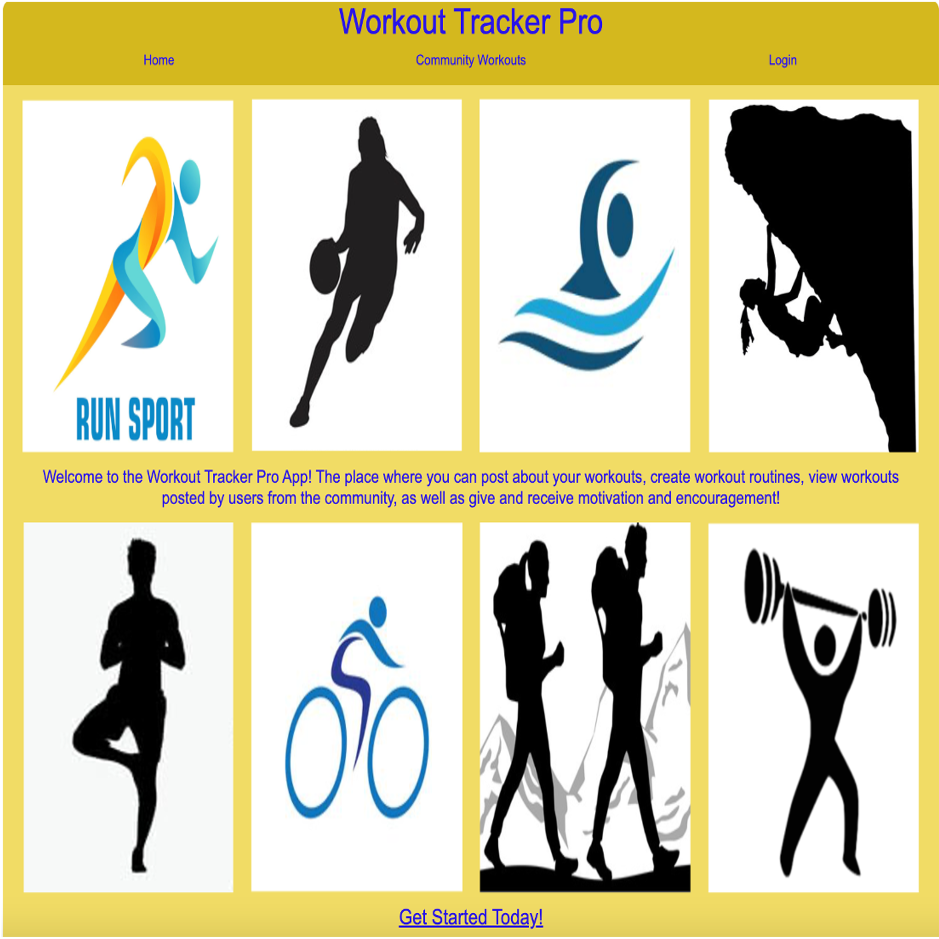 Workout Tracker Pro
Home
Community Workouts
Login
RUN SPORT
Welcome to the Workout Tracker Pro App! The place where you can post about your workouts, create workout routines, view workouts
posted by users from the community, as well as give and receive motivation and encouragement!
Get Started Today!